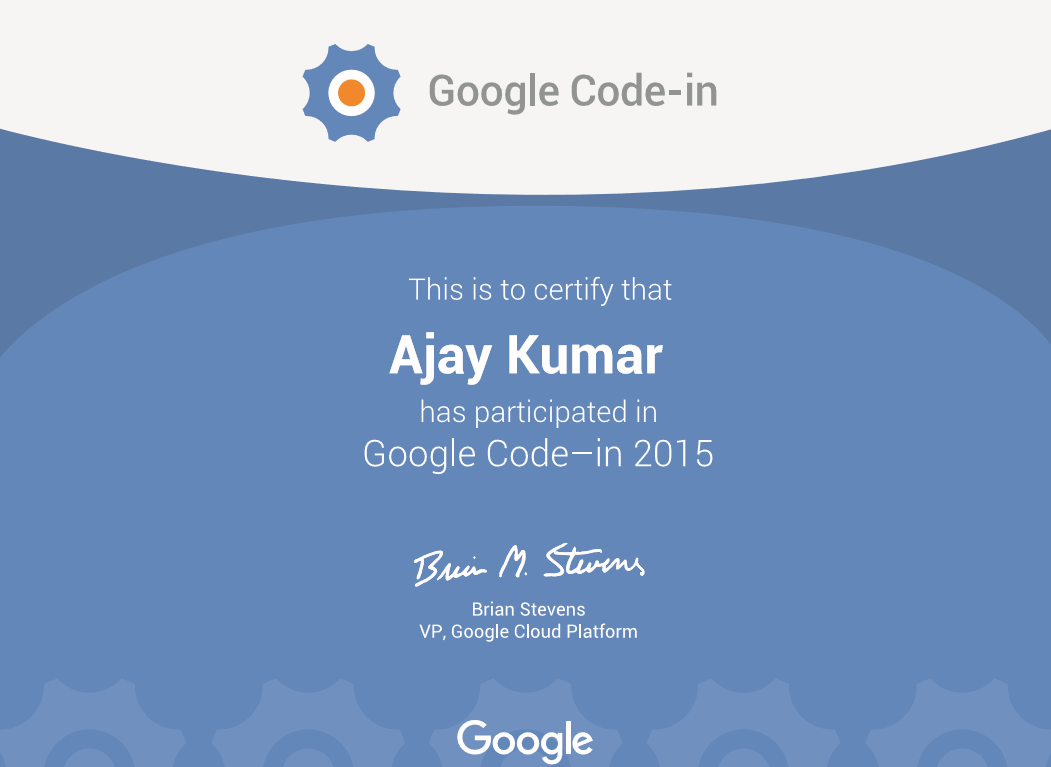 Google Code-in
This is to certify that
Ajay Kumar
has participated in
Google Code–in 2015
Brian M. Stevens
Brian Stevens
VP, Google Cloud Platform
Google